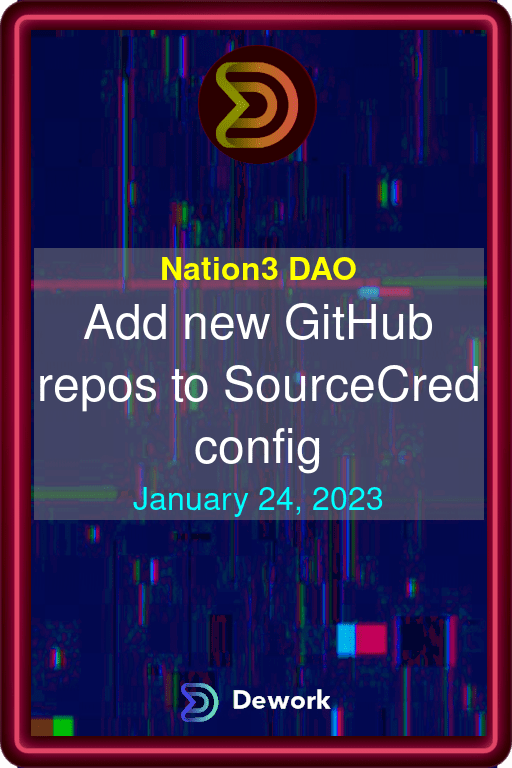 Nation3 DAO
Add new GitHub
repos to SourceCred
config
January 24, 2023
Dework